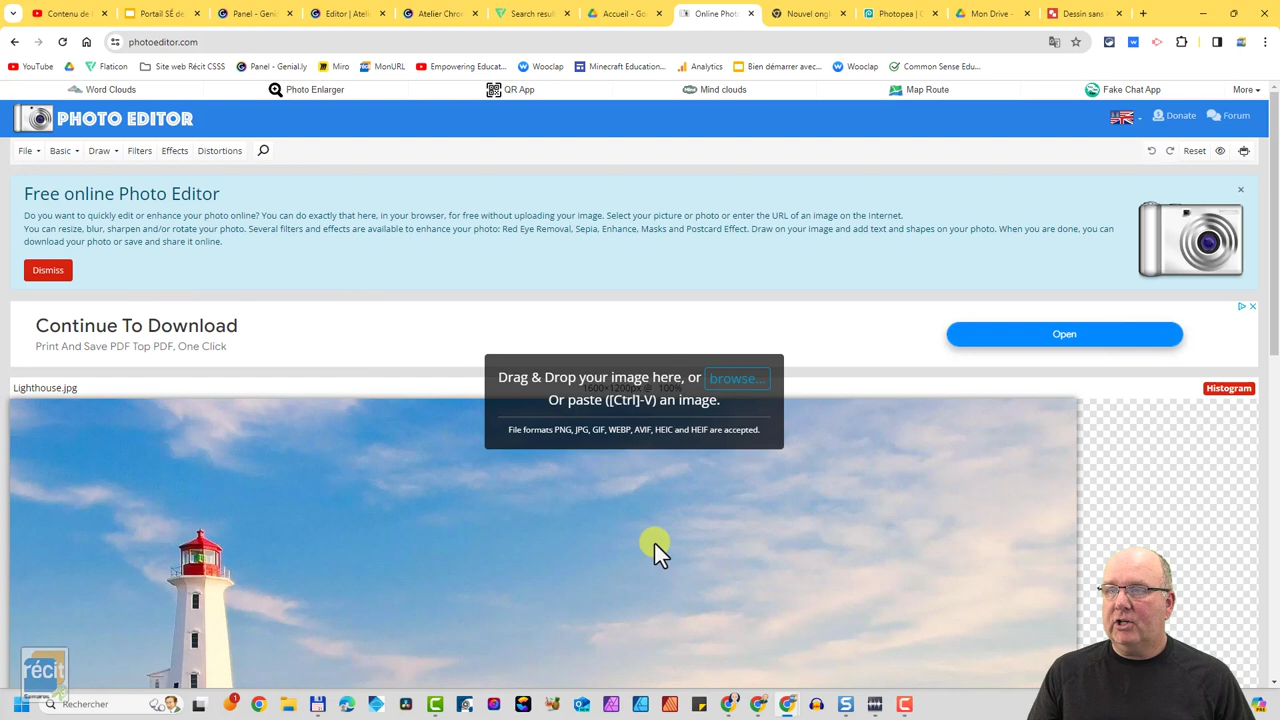 Contenu de
Portail SÉ de
Panel - Genia
Editor | Atelie
Atelier Chro
Search resul
Accueil - Go
Online Phot
Nouvel ongl
Photopea | C
Mon Drive -
Dessin sans
photoeditor.com
YouTube
Flaticon
Site web Récit CSSS
Panel - Genial.ly
Miro
MonURL
Empowering Educat...
Wooclap
Minecraft Education...
Analytics
Bien démarrer avec...
Wooclap
Common Sense Edu...
Word Clouds
Photo Enlarger
QR App
Mind clouds
Map Route
Fake Chat App
More
PHOTO EDITOR
Donate
Forum
File
Basic
Draw
Filters
Effects
Distortions
Reset
Free online Photo Editor
Do you want to quickly edit or enhance your photo online? You can do exactly that here, in your browser, for free without uploading your image. Select your picture or photo or enter the URL of an image on the Internet.
You can resize, blur, sharpen and/or rotate your photo. Several filters and effects are available to enhance your photo: Red Eye Removal, Sepia, Enhance, Masks and Postcard Effect. Draw on your image and add text and shapes on your photo. When you are done, you can
download your photo or save and share it online.
Dismiss
Continue To Download
Print And Save PDF Top PDF, One Click
Open
Lighthouse.jpg
1600×1200px @ 100%
Histogram
Drag & Drop your image here, or browse...
Or paste ([Ctrl]-V) an image.
File formats PNG, JPG, GIF, WEBP, AVIF, HEIC and HEIF are accepted.
récit
Rechercher